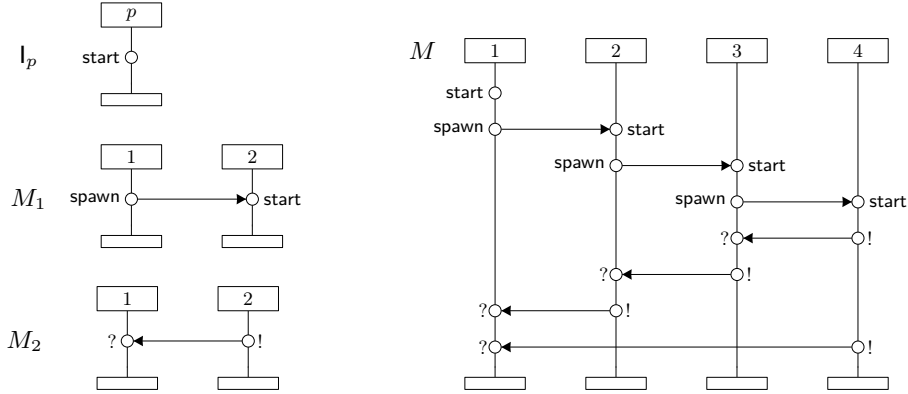 p
I_p
start
1 2
M_1
spawn start
1 2
M_2
? !
M
1 2 3 4
start
spawn start
spawn start
spawn start
? !
? !
? !
? !